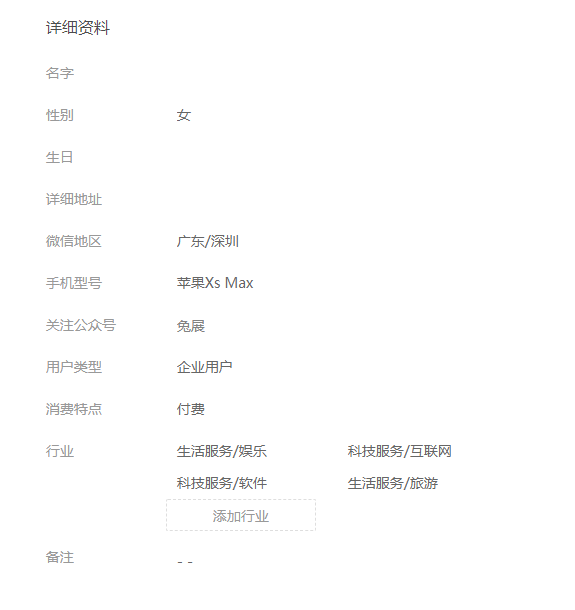 详细资料
名字
性别 女
生日
详细地址
微信地区 广东/深圳
手机型号 苹果Xs Max
关注公众号 兔展
用户类型 企业用户
消费特点 付费
行业 生活服务/娱乐 科技服务/互联网
科技服务/软件 生活服务/旅游
添加行业
备注 - -